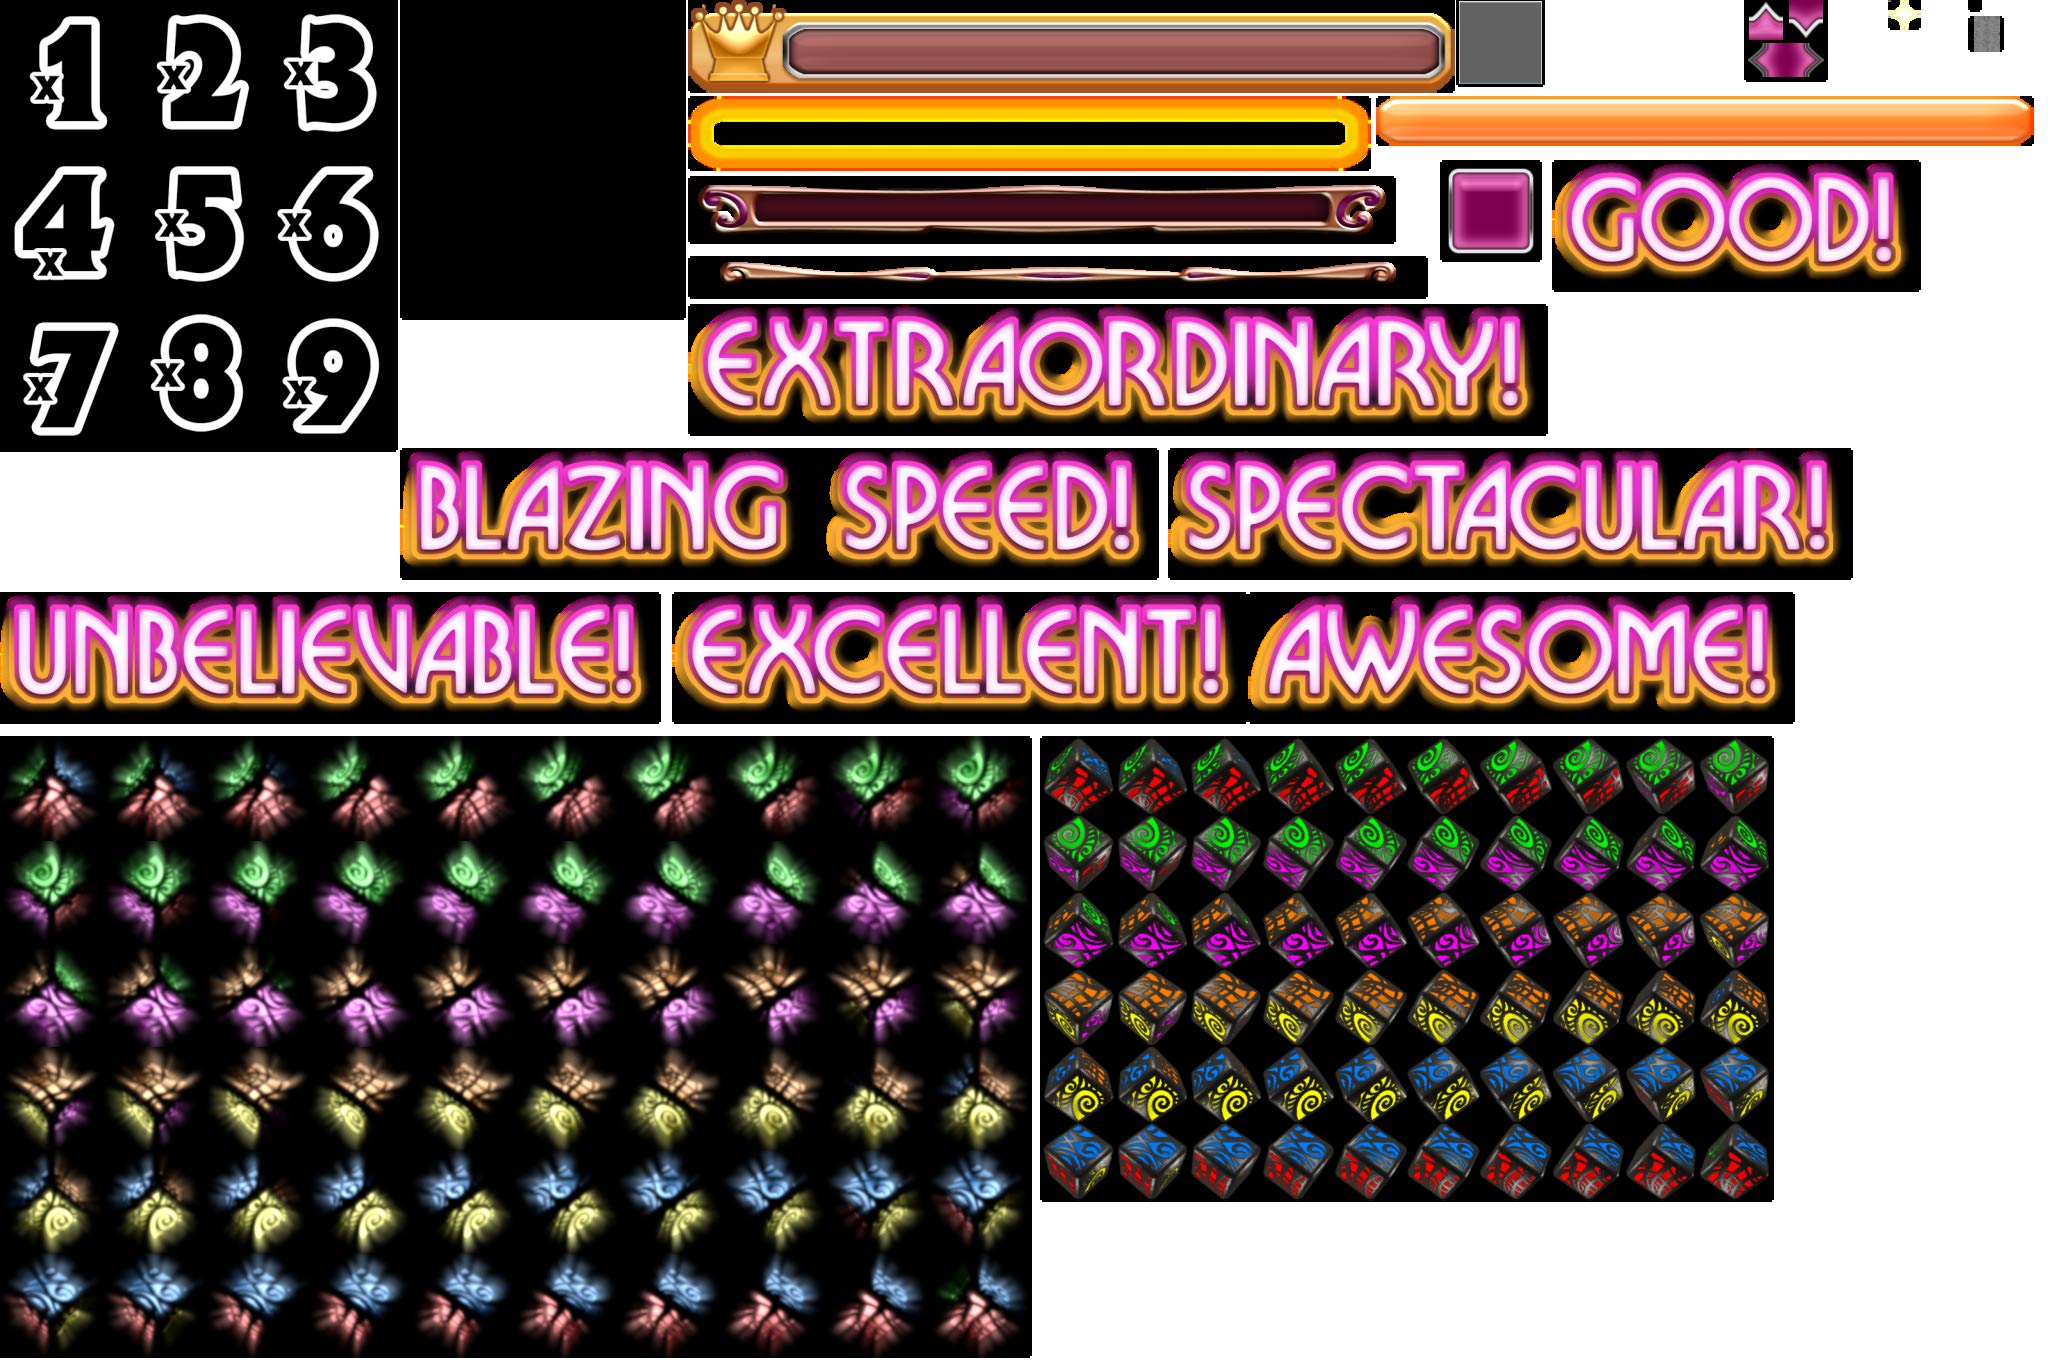 x1 x2 x3
x4 x5 x6
x7 x8 x9
GOOD!
EXTRAORDINARY!
BLAZING SPEED! SPECTACULAR!
UNBELIEVABLE! EXCELLENT! AWESOME!